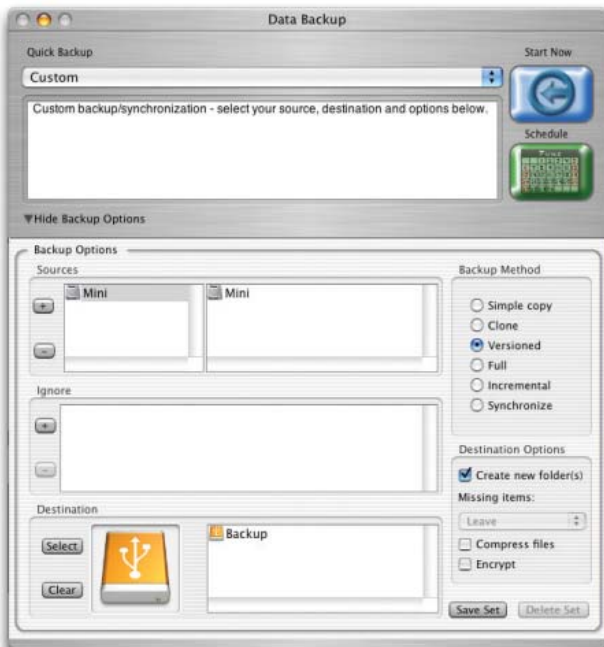 Data Backup
Quick Backup
Start Now
Custom
Custom backup/synchronization - select your source, destination and options below.
Schedule
▼Hide Backup Options
Backup Options
Sources
Backup Method
Mini
Mini
Simple copy
Clone
Versioned
Full
Incremental
Synchronize
Ignore
Destination Options
Create new folder(s)
Missing items:
Leave
Compress files
Encrypt
Destination
Select
Clear
Backup
Save Set
Delete Set